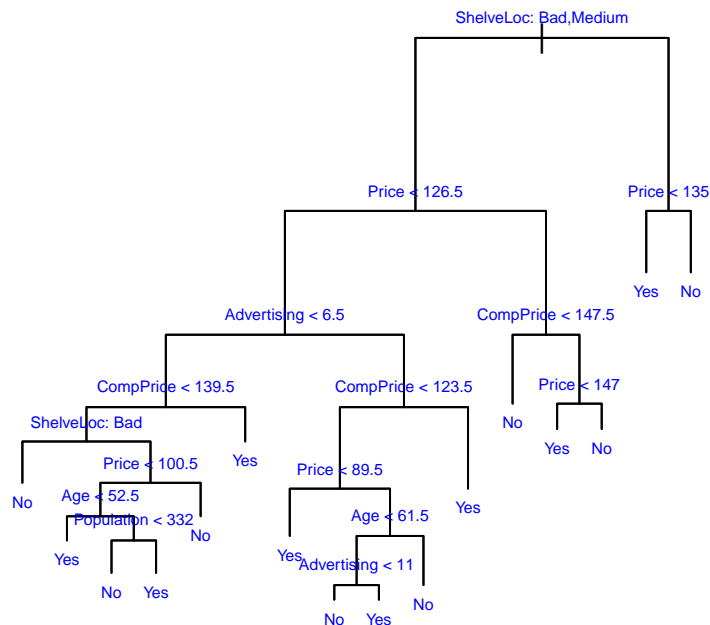 ShelveLoc: Bad,Medium
Price < 126.5
Price < 135
Yes
No
Advertising < 6.5
CompPrice < 147.5
CompPrice < 139.5
CompPrice < 123.5
Price < 147
No
Yes
No
ShelveLoc: Bad
Yes
Price < 100.5
Price < 89.5
No
Yes
Age < 52.5
Population < 332
No
Age < 61.5
Yes
Yes
Advertising < 11
No
Yes
No
No
Yes